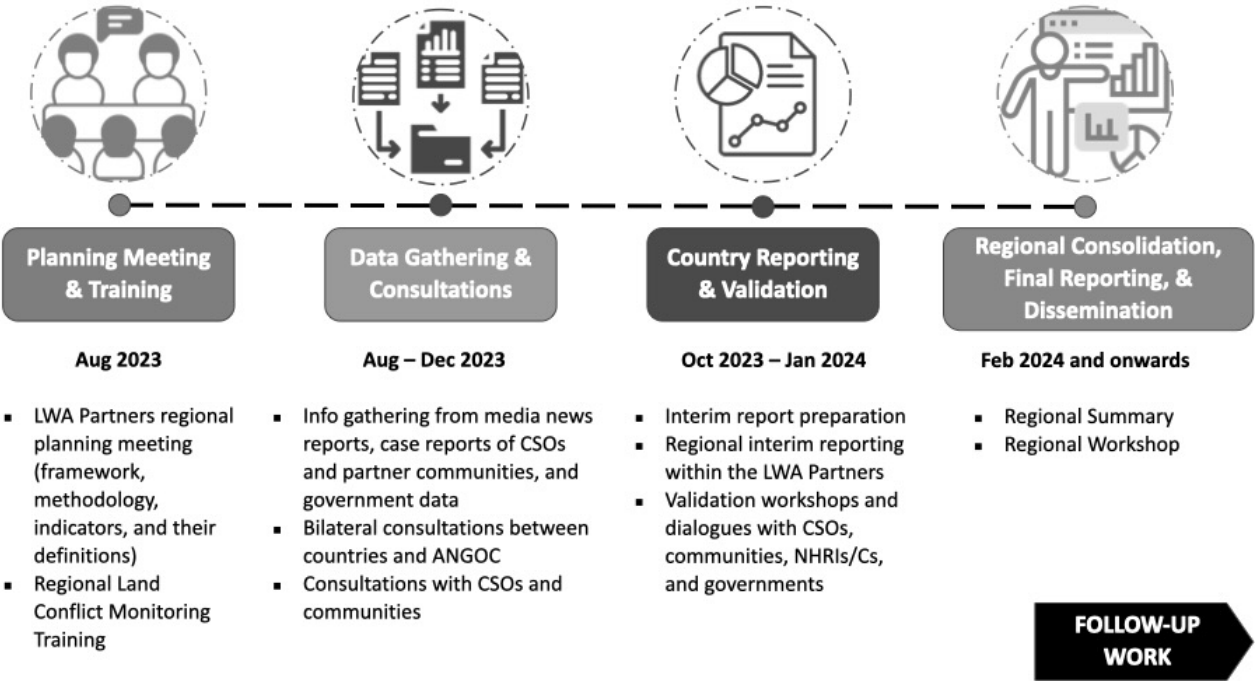 Planning Meeting
& Training
Aug 2023
▪ LWA Partners regional
planning meeting
(framework,
methodology,
indicators, and their
definitions)
▪ Regional Land
Conflict Monitoring
Training
Data Gathering &
Consultations
Aug – Dec 2023
▪ Info gathering from media news
reports, case reports of CSOs
and partner communities, and
government data
▪ Bilateral consultations between
countries and ANGOC
▪ Consultations with CSOs and
communities
Country Reporting
& Validation
Oct 2023 – Jan 2024
▪ Interim report preparation
▪ Regional interim reporting
within the LWA Partners
▪ Validation workshops and
dialogues with CSOs,
communities, NHRIs/Cs,
and governments
Regional Consolidation,
Final Reporting, &
Dissemination
Feb 2024 and onwards
▪ Regional Summary
▪ Regional Workshop
FOLLOW-UP
WORK